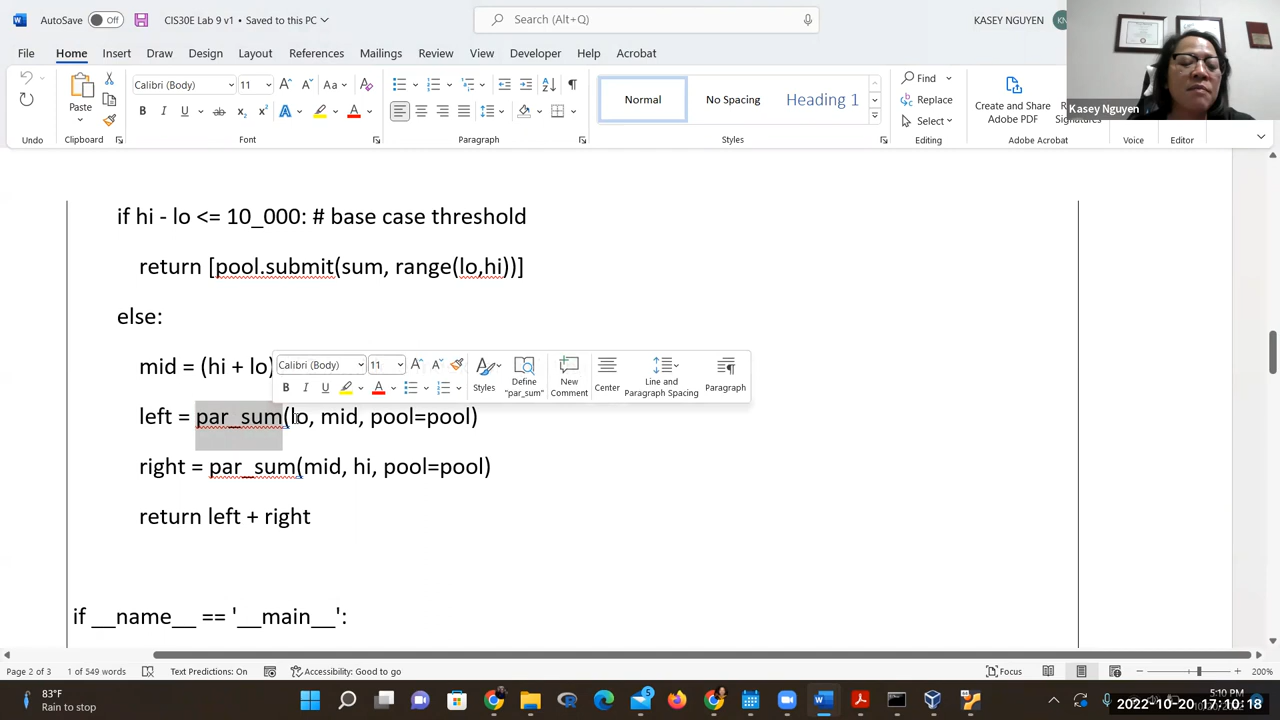 AutoSave Off CIS30E Lab 9 v1 • Saved to this PC Search (Alt+Q) KASEY NGUYEN KN
File Home Insert Draw Design Layout References Mailings Review View Developer Help Acrobat
Kasey Nguyen
Paste Calibri (Body) 11 Normal No Spacing Heading 1 Find Replace Select Create and Share Adobe PDF
Undo Clipboard Font Paragraph Styles Editing Adobe Acrobat Voice Editor
if hi - lo <= 10_000: # base case threshold
return [pool.submit(sum, range(lo,hi))]
else:
mid = (hi + lo)
Calibri (Body) 11 Styles Define "par_sum" New Comment Center Line and Paragraph Spacing Paragraph
left = par_sum(lo, mid, pool=pool)
right = par_sum(mid, hi, pool=pool)
return left + right
if __name__ == '__main__':
Page 2 of 3 1 of 549 words Text Predictions: On Accessibility: Good to go Focus 200%
83°F
Rain to stop
5:10 PM
2022-10-20 17:10:18